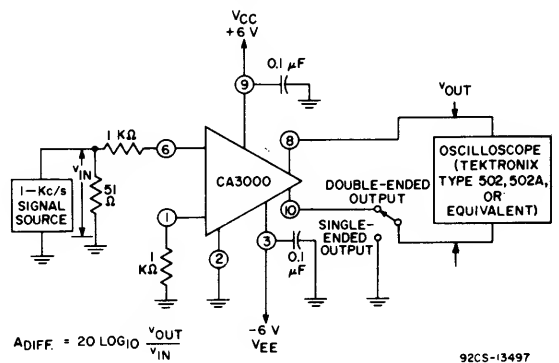 VCC
+6 V
9
0.1 µF
1 KΩ
6
8
vOUT
vIN
51
Ω
1-Kc/s
SIGNAL
SOURCE
CA3000
OSCILLOSCOPE
(TEKTRONIX
TYPE 502, 502A,
OR
EQUIVALENT)
DOUBLE-ENDED
OUTPUT
10
1
SINGLE-
ENDED
OUTPUT
1
KΩ
2
3
0.1
µF
-6 V
VEE
ADIFF. = 20 LOG10 vOUT
vIN
92CS-13497